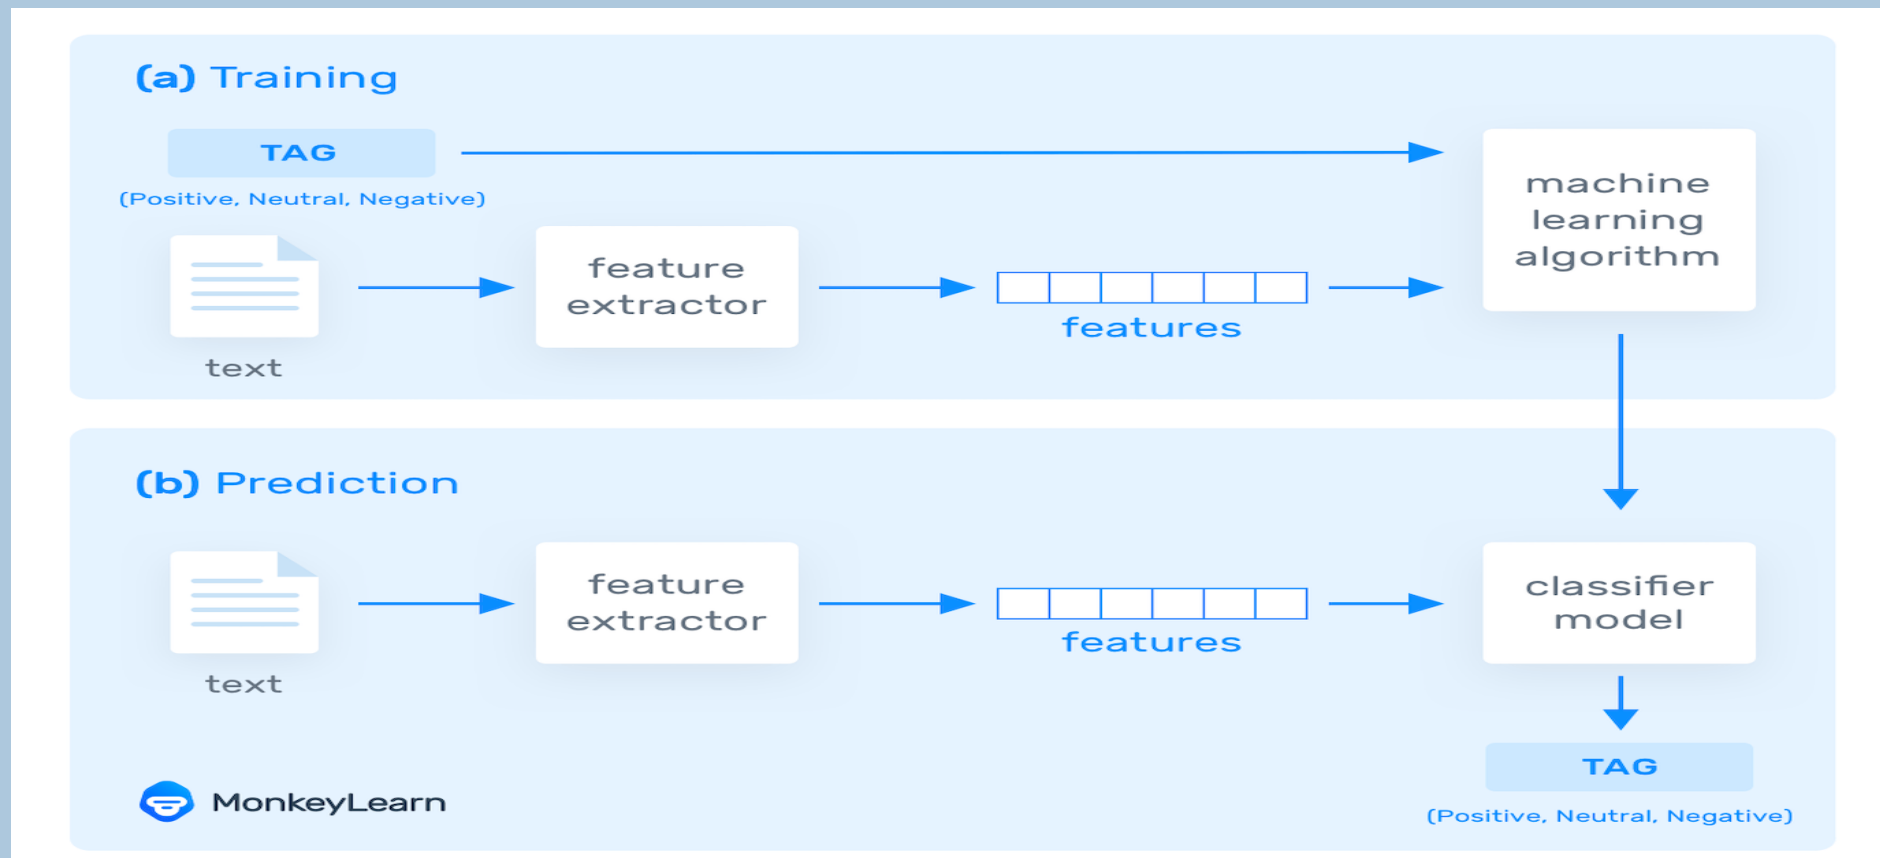 (a) Training
TAG
(Positive, Neutral, Negative)
machine
learning
algorithm
feature
extractor
features
text
(b) Prediction
feature
extractor
features
classifier
model
text
TAG
(Positive, Neutral, Negative)
MonkeyLearn